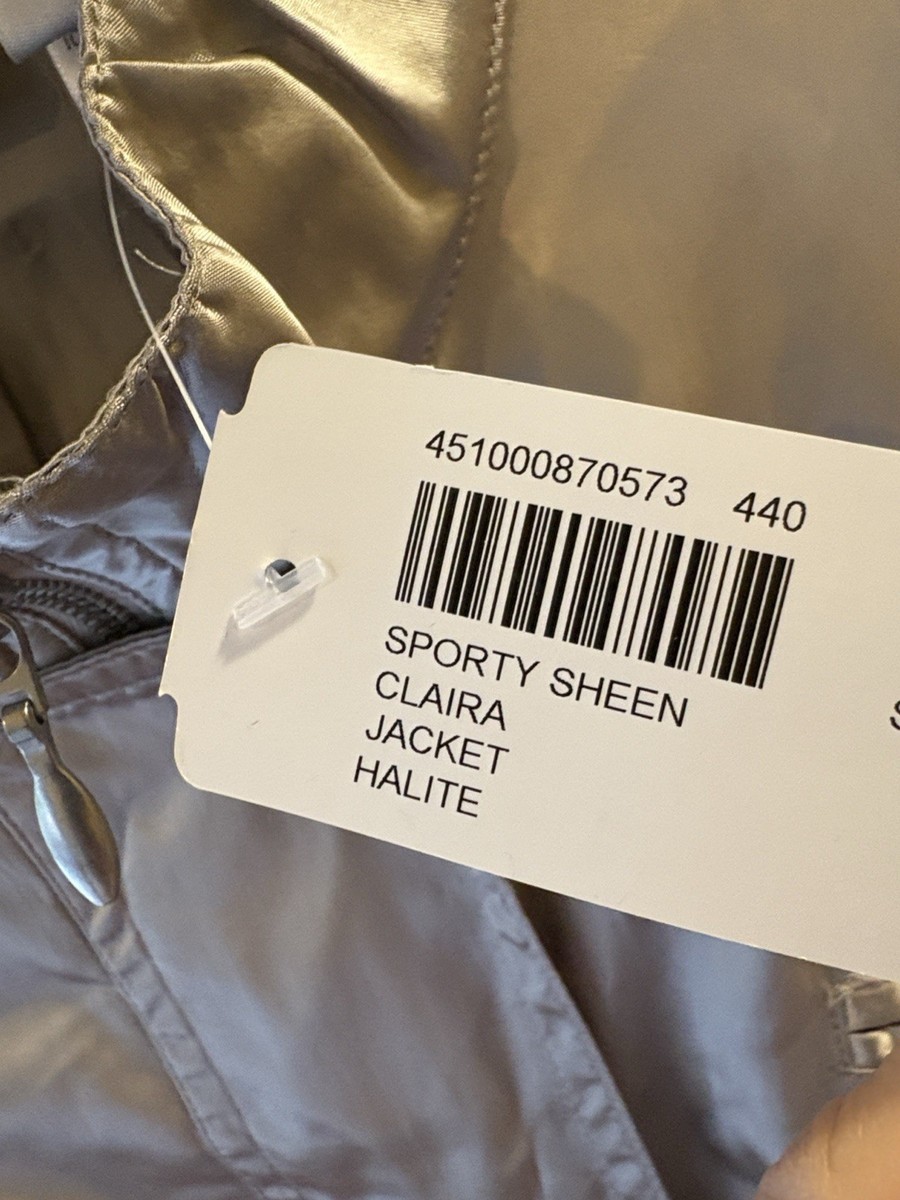 451000870573 440
SPORTY SHEEN
CLAIRA
JACKET
HALITE